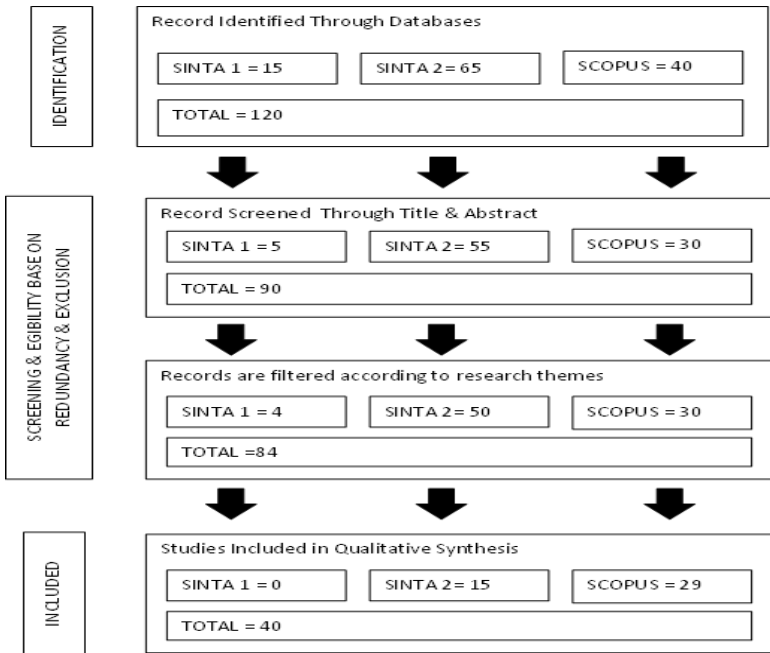 IDENTIFICATION
Record Identified Through Databases
SINTA 1 = 15
SINTA 2= 65
SCOPUS = 40
TOTAL = 120
SCREENING & EGIBILITY BASE ON
REDUNDANCY & EXCLUSION
Record Screened Through Title & Abstract
SINTA 1 = 5
SINTA 2= 55
SCOPUS = 30
TOTAL = 90
Records are filtered according to research themes
SINTA 1 = 4
SINTA 2= 50
SCOPUS = 30
TOTAL =84
INCLUDED
Studies Included in Qualitative Synthesis
SINTA 1 = 0
SINTA 2= 15
SCOPUS = 29
TOTAL = 40